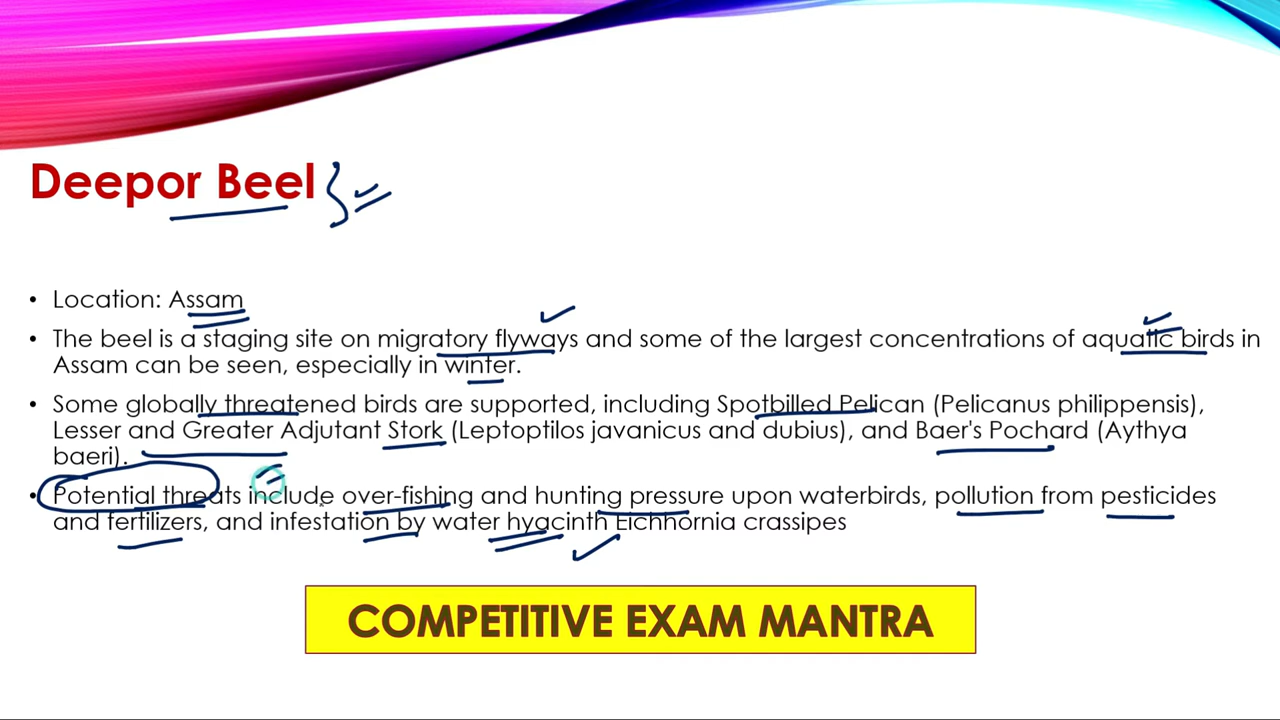 Deepor Beel
• Location: Assam
• The beel is a staging site on migratory flyways and some of the largest concentrations of aquatic birds in
Assam can be seen, especially in winter.
• Some globally threatened birds are supported, including Spotbilled Pelican (Pelicanus philippensis),
Lesser and Greater Adjutant Stork (Leptoptilos javanicus and dubius), and Baer's Pochard (Aythya
baeri).
• Potential threats include over-fishing and hunting pressure upon waterbirds, pollution from pesticides
and fertilizers, and infestation by water hyacinth Eichhornia crassipes
COMPETITIVE EXAM MANTRA